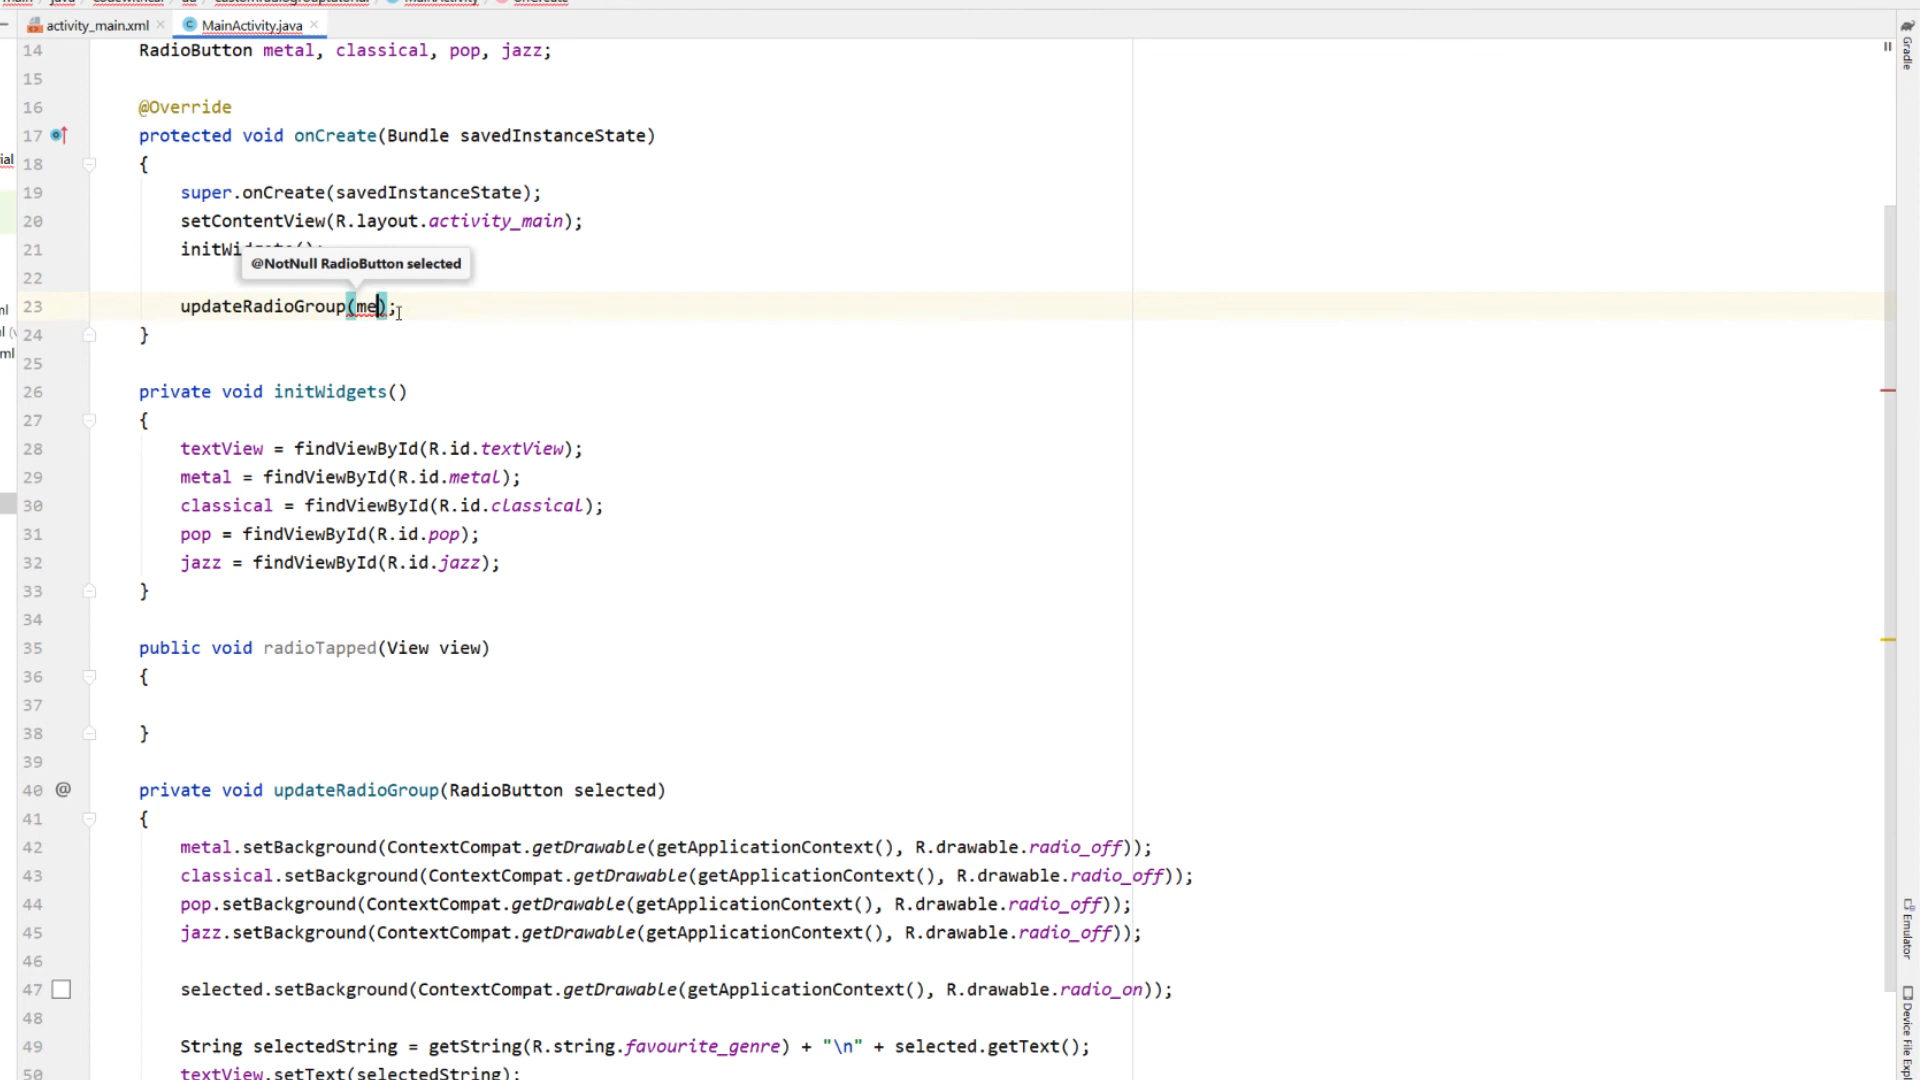 activity_main.xml
MainActivity.java
14 RadioButton metal, classical, pop, jazz;
15
16 @Override
17 protected void onCreate(Bundle savedInstanceState)
18 {
19 super.onCreate(savedInstanceState);
20 setContentView(R.layout.activity_main);
21 initWidgets();
@NotNull RadioButton selected
22
23 updateRadioGroup(me);
24 }
25
26 private void initWidgets()
27 {
28 textView = findViewById(R.id.textView);
29 metal = findViewById(R.id.metal);
30 classical = findViewById(R.id.classical);
31 pop = findViewById(R.id.pop);
32 jazz = findViewById(R.id.jazz);
33 }
34
35 public void radioTapped(View view)
36 {
37
38 }
39
40 @ private void updateRadioGroup(RadioButton selected)
41 {
42 metal.setBackground(ContextCompat.getDrawable(getApplicationContext(), R.drawable.radio_off));
43 classical.setBackground(ContextCompat.getDrawable(getApplicationContext(), R.drawable.radio_off));
44 pop.setBackground(ContextCompat.getDrawable(getApplicationContext(), R.drawable.radio_off));
45 jazz.setBackground(ContextCompat.getDrawable(getApplicationContext(), R.drawable.radio_off));
46
47 selected.setBackground(ContextCompat.getDrawable(getApplicationContext(), R.drawable.radio_on));
48
49 String selectedString = getString(R.string.favourite_genre) + "\n" + selected.getText();
50 textView.setText(selectedString);
Gradle
Emulator
Device File Expl